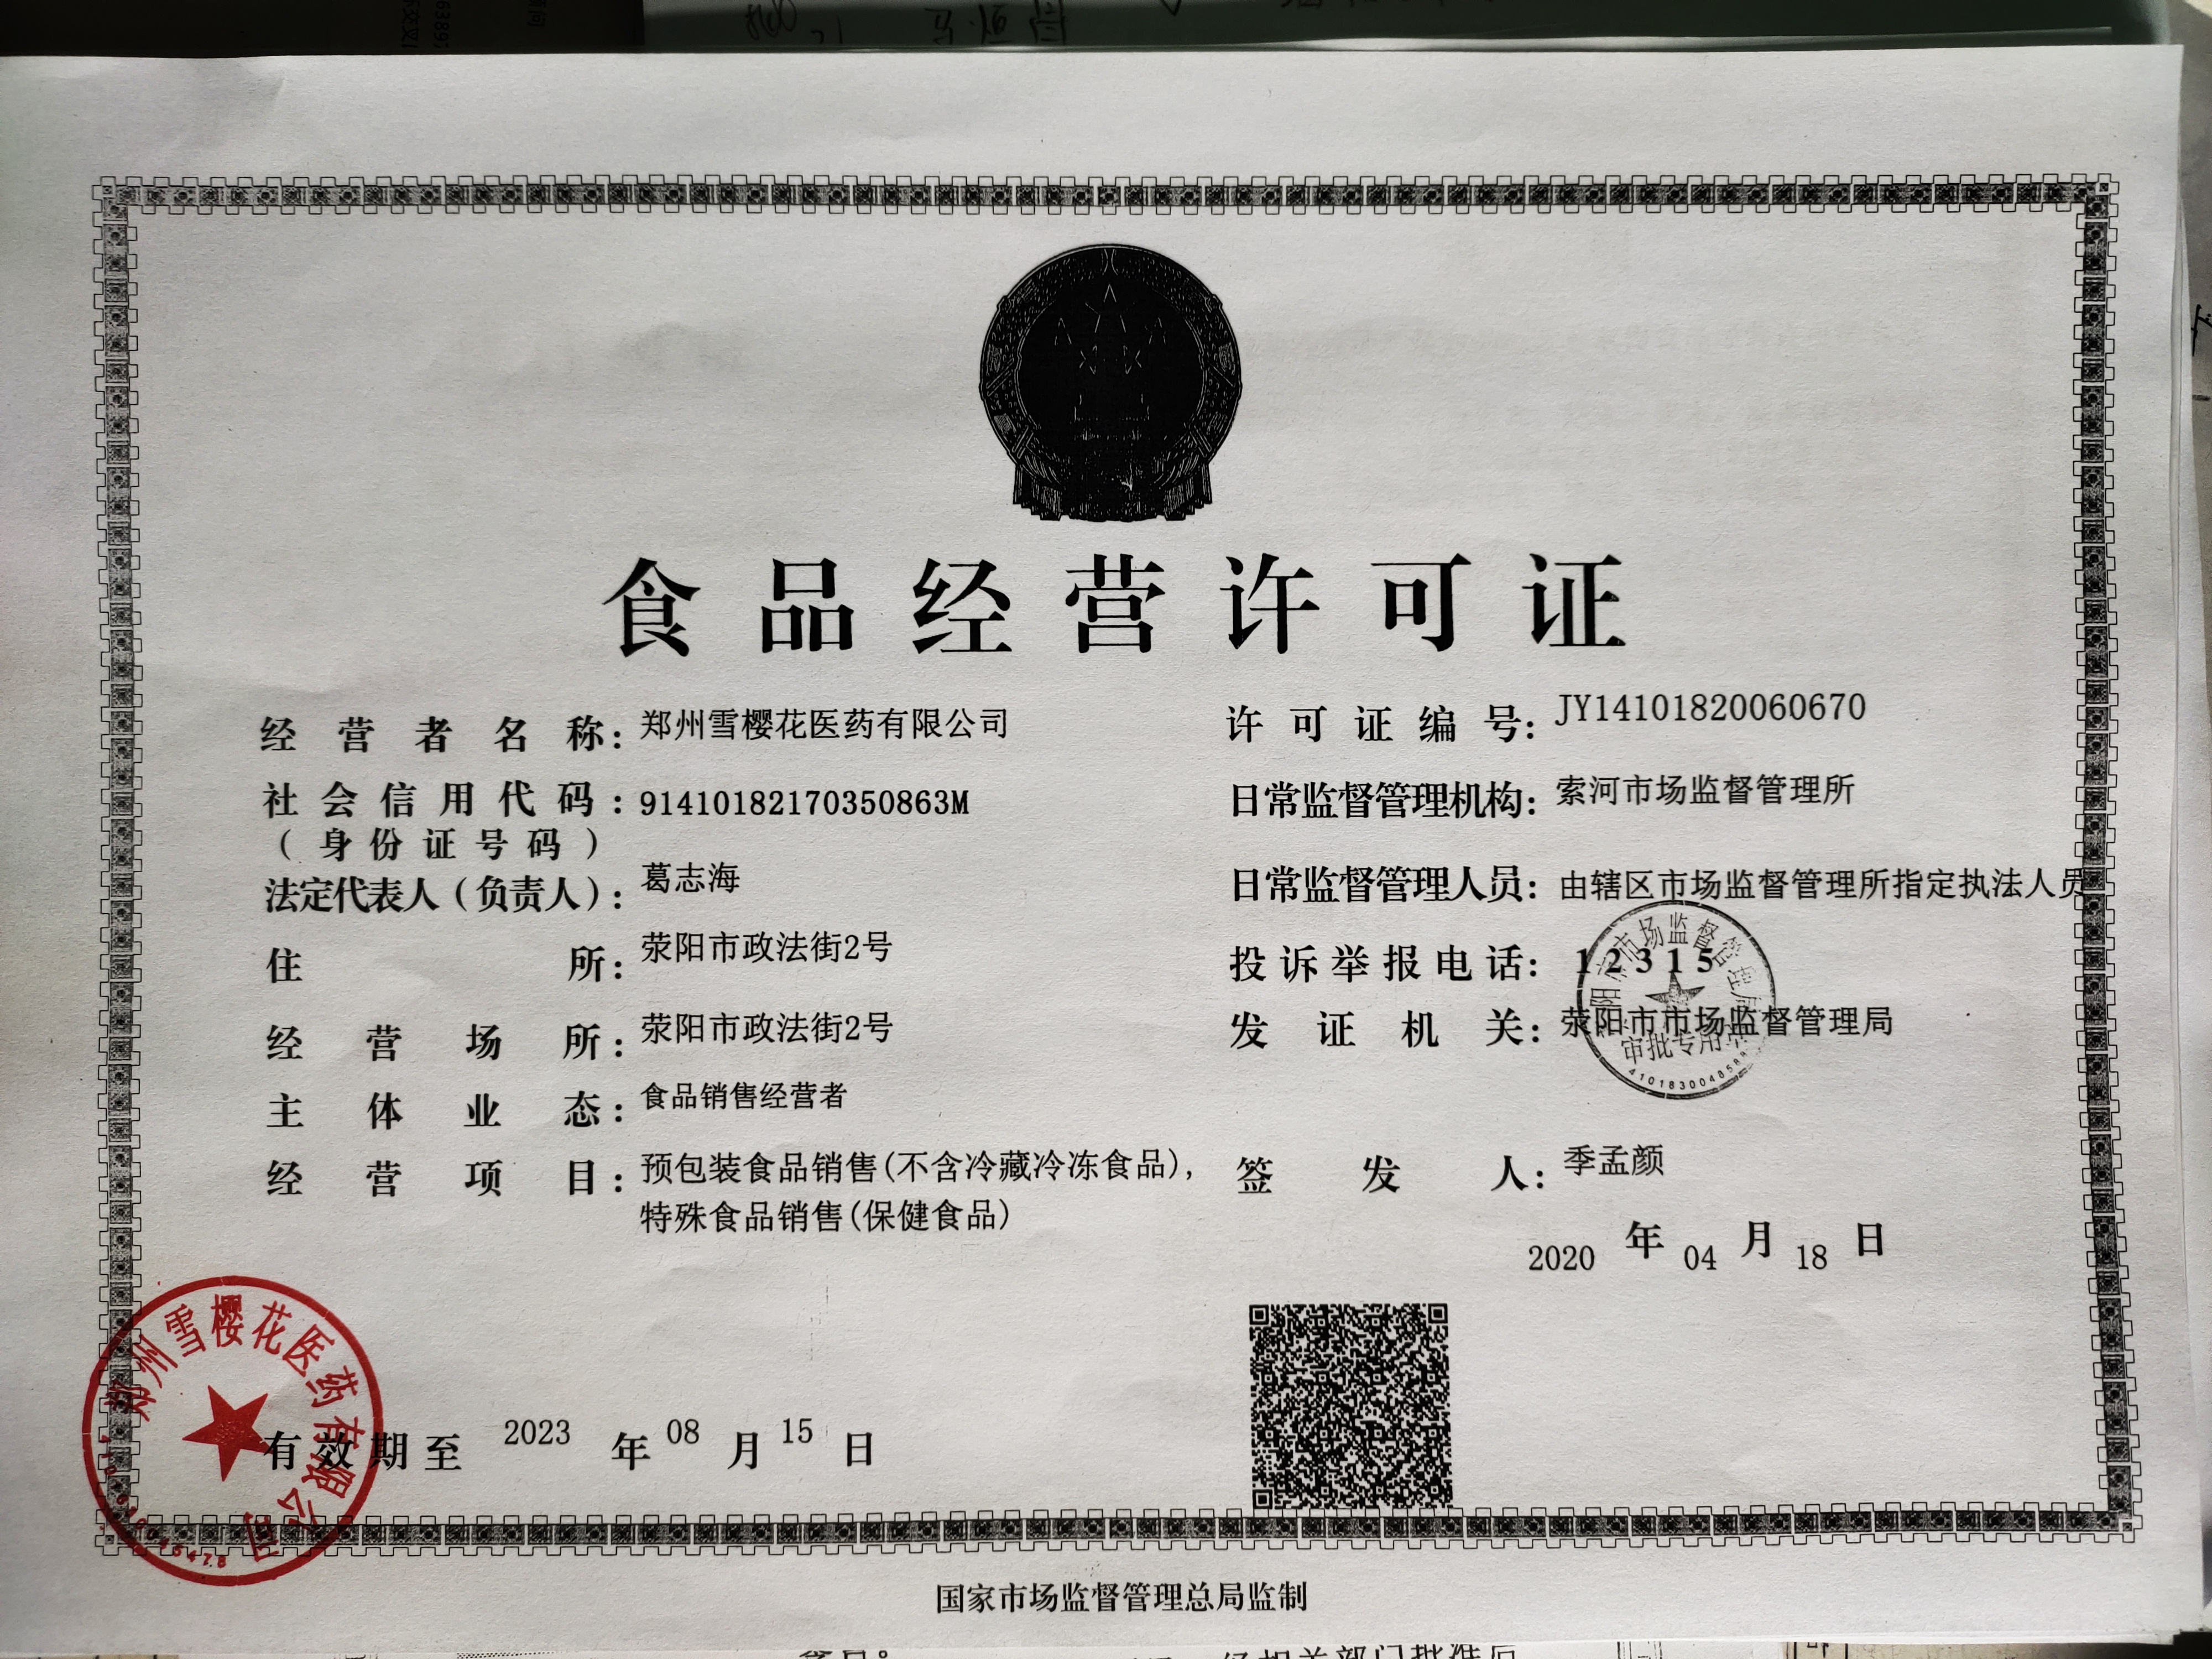 食品经营许可证
经营者名称：郑州雪樱花医药有限公司
社会信用代码：91410182170350863M
（身份证号码）
法定代表人（负责人）：葛志海
住所：荥阳市政法街2号
经营场所：荥阳市政法街2号
主体业态：食品销售经营者
经营项目：预包装食品销售(不含冷藏冷冻食品),
特殊食品销售(保健食品)
许可证编号：JY14101820060670
日常监督管理机构：索河市场监督管理所
日常监督管理人员：由辖区市场监督管理所指定执法人员
投诉举报电话：12315
发证机关：荥阳市市场监督管理局
审批专用章
签发人：季孟颜
2020年04月18日
郑州雪樱花医药有限公司
有效期至2023年08月15日
国家市场监督管理总局监制